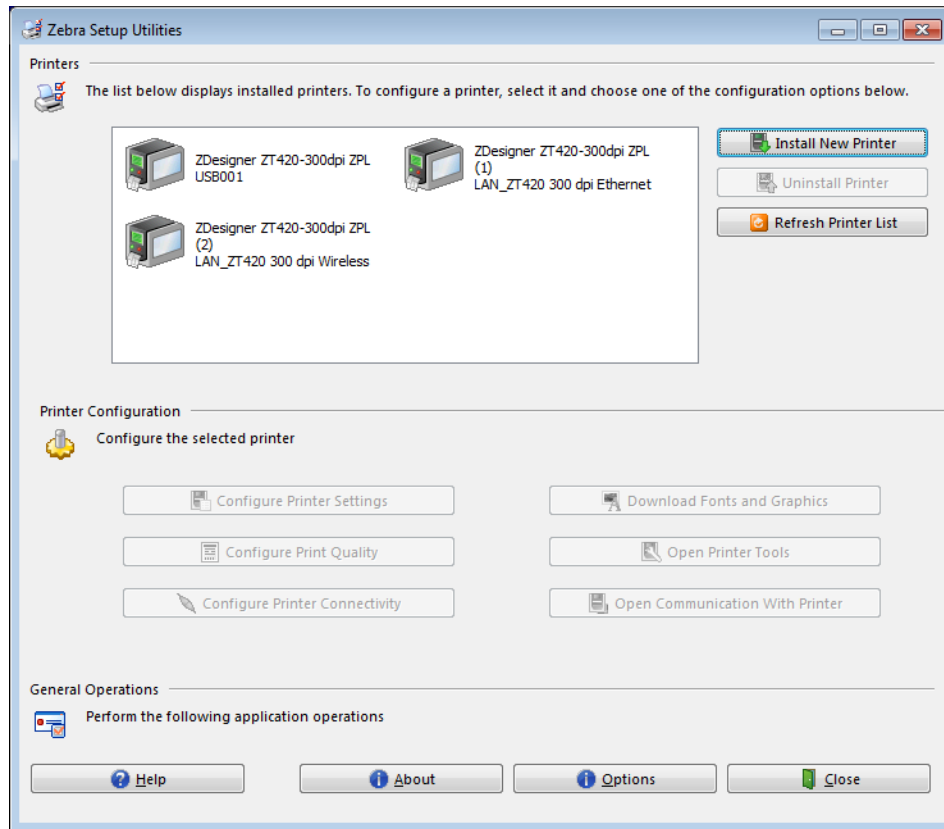 Zebra Setup Utilities
Printers
The list below displays installed printers. To configure a printer, select it and choose one of the configuration options below.
ZDesigner ZT420-300dpi ZPL
USB001
ZDesigner ZT420-300dpi ZPL
(1)
LAN_ZT420 300 dpi Ethernet
ZDesigner ZT420-300dpi ZPL
(2)
LAN_ZT420 300 dpi Wireless
Install New Printer
Uninstall Printer
Refresh Printer List
Printer Configuration
Configure the selected printer
Configure Printer Settings
Download Fonts and Graphics
Configure Print Quality
Open Printer Tools
Configure Printer Connectivity
Open Communication With Printer
General Operations
Perform the following application operations
Help
About
Options
Close